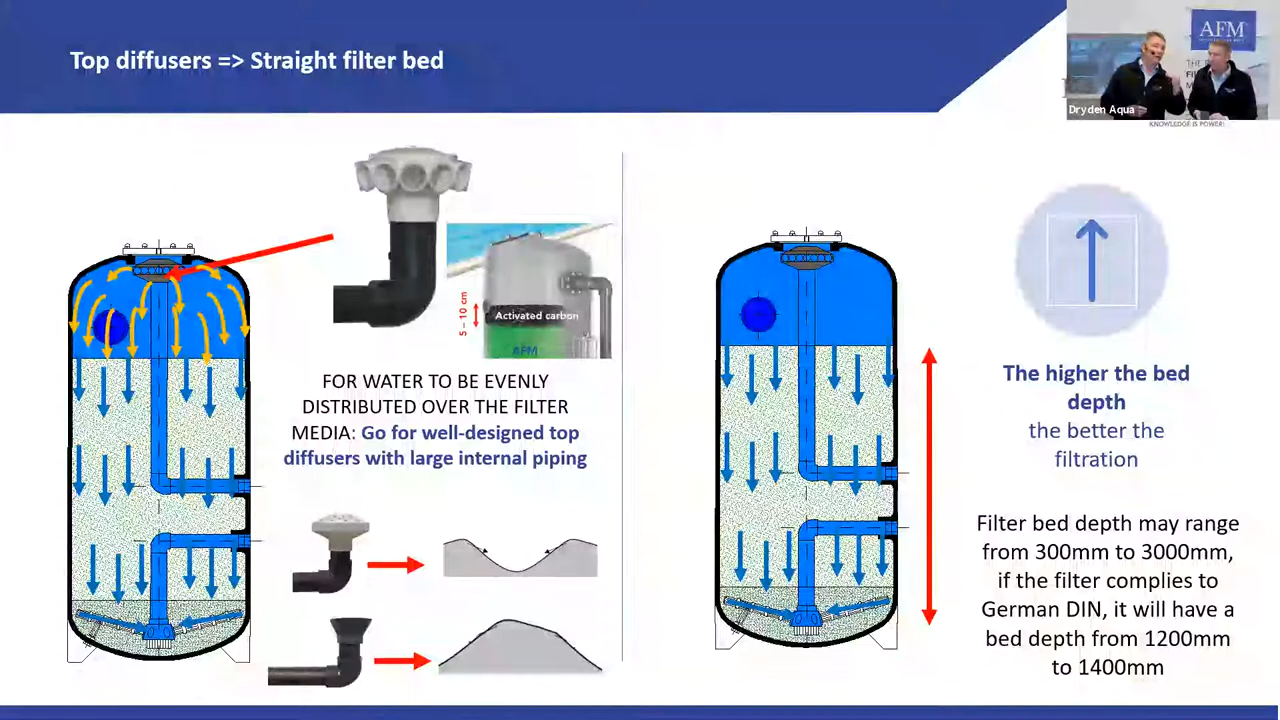 Top diffusers => Straight filter bed
AFM
Dryden Aqua
KNOWLEDGE IS POWER!
5 – 10 cm
Activated carbon
AFM
FOR WATER TO BE EVENLY
DISTRIBUTED OVER THE FILTER
MEDIA: Go for well-designed top
diffusers with large internal piping
The higher the bed
depth
the better the
filtration
Filter bed depth may range
from 300mm to 3000mm,
if the filter complies to
German DIN, it will have a
bed depth from 1200mm
to 1400mm